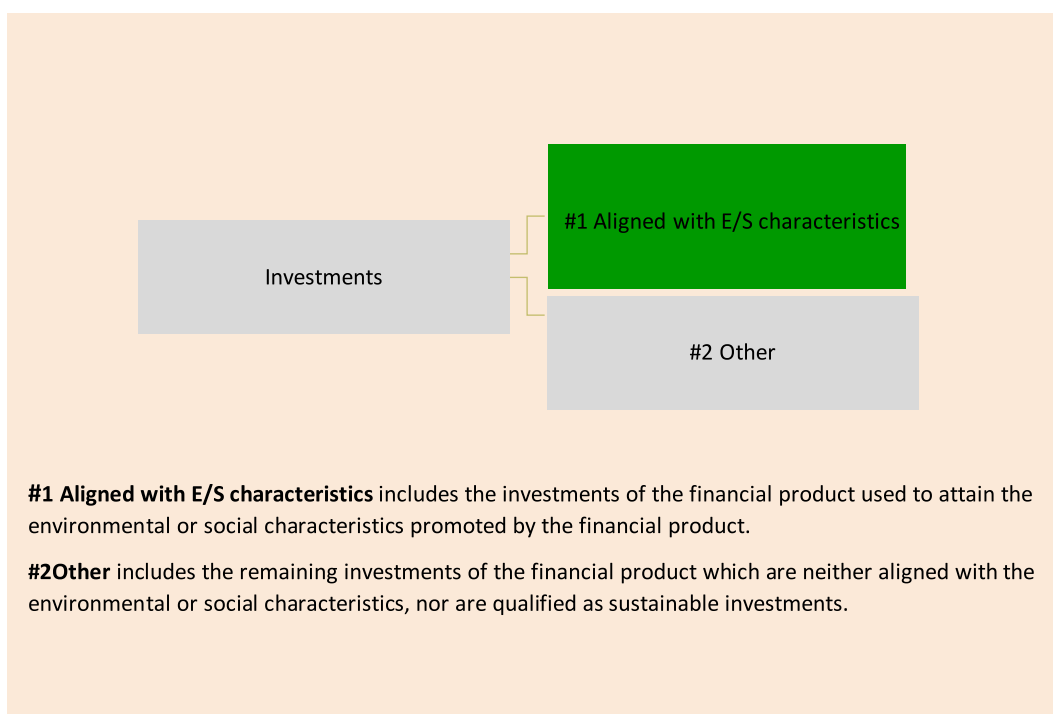 #1 Aligned with E/S characteristics
Investments
#2 Other
#1 Aligned with E/S characteristics includes the investments of the financial product used to attain the
environmental or social characteristics promoted by the financial product.
#2Other includes the remaining investments of the financial product which are neither aligned with the
environmental or social characteristics, nor are qualified as sustainable investments.